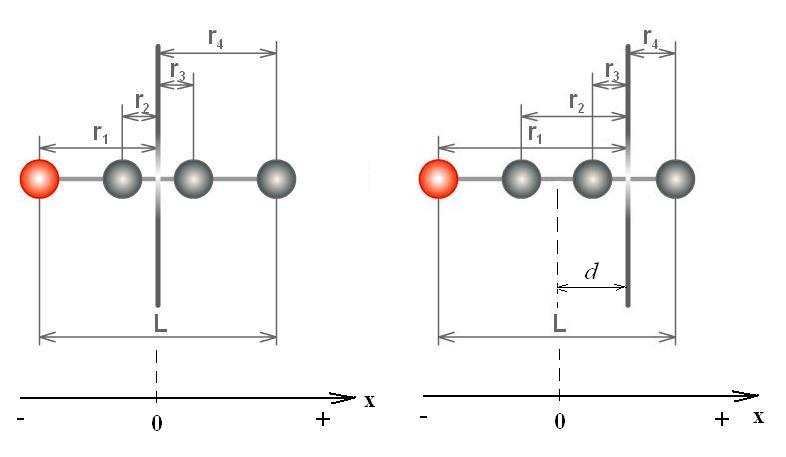 r4
r3
r2
r1
L
x
- 0 +
r4
r3
r2
r1
d
L
- 0 + x